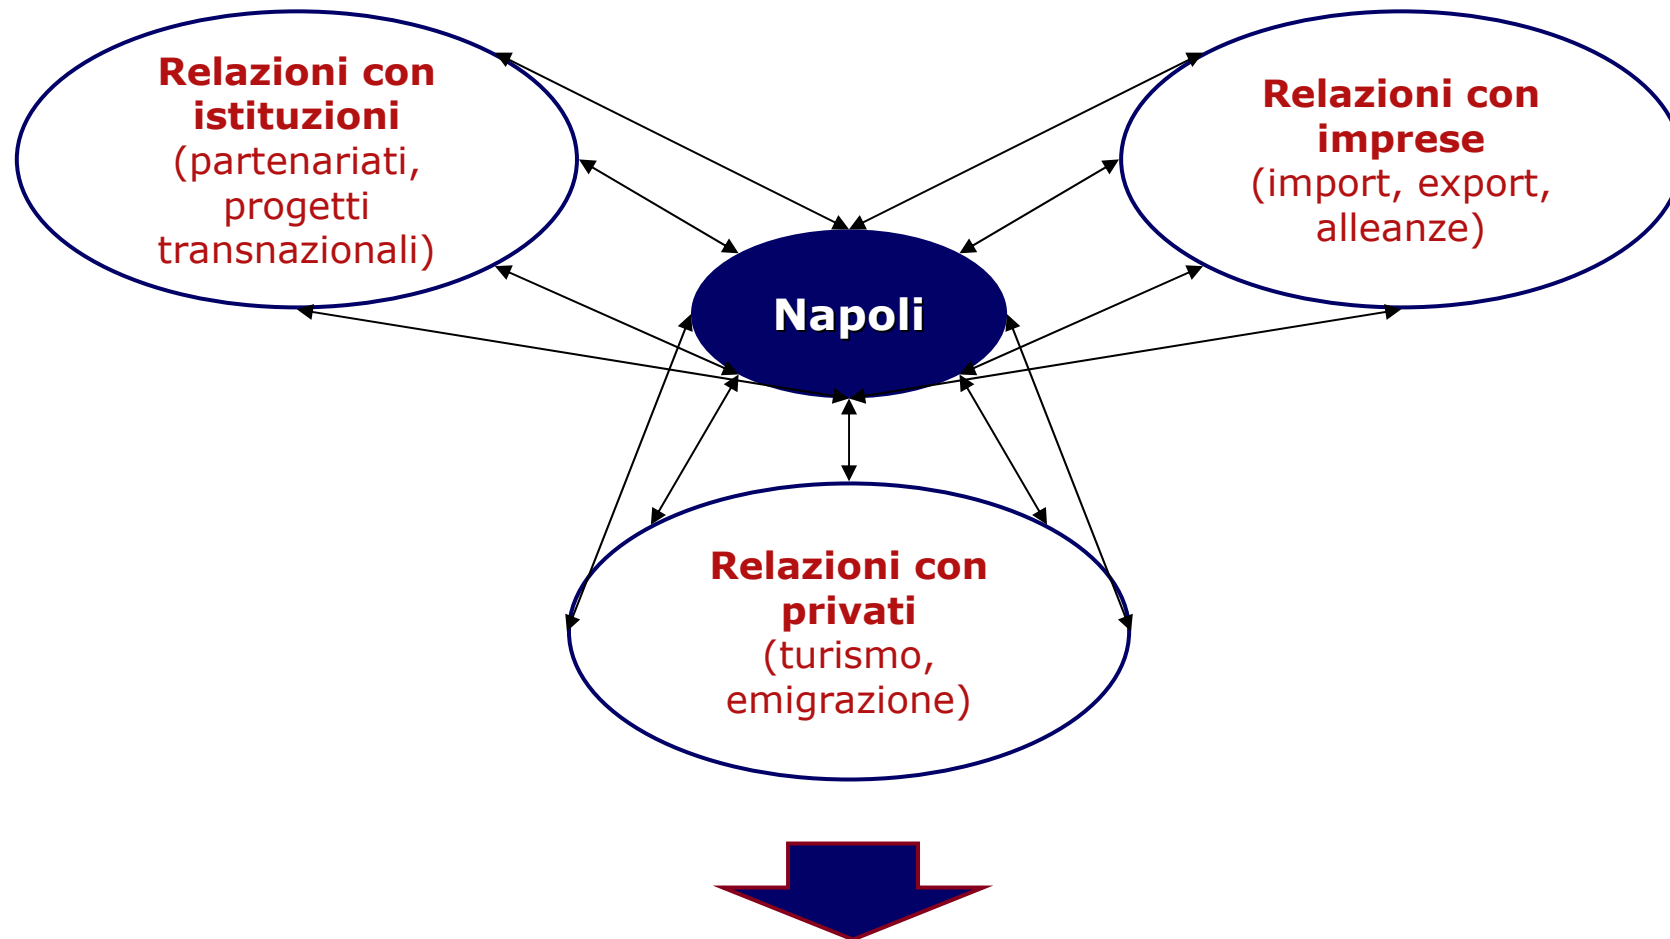 Relazioni con
istituzioni
(partenariati,
progetti
transnazionali)
Relazioni con
imprese
(import, export,
alleanze)
Napoli
Relazioni con
privati
(turismo,
emigrazione)